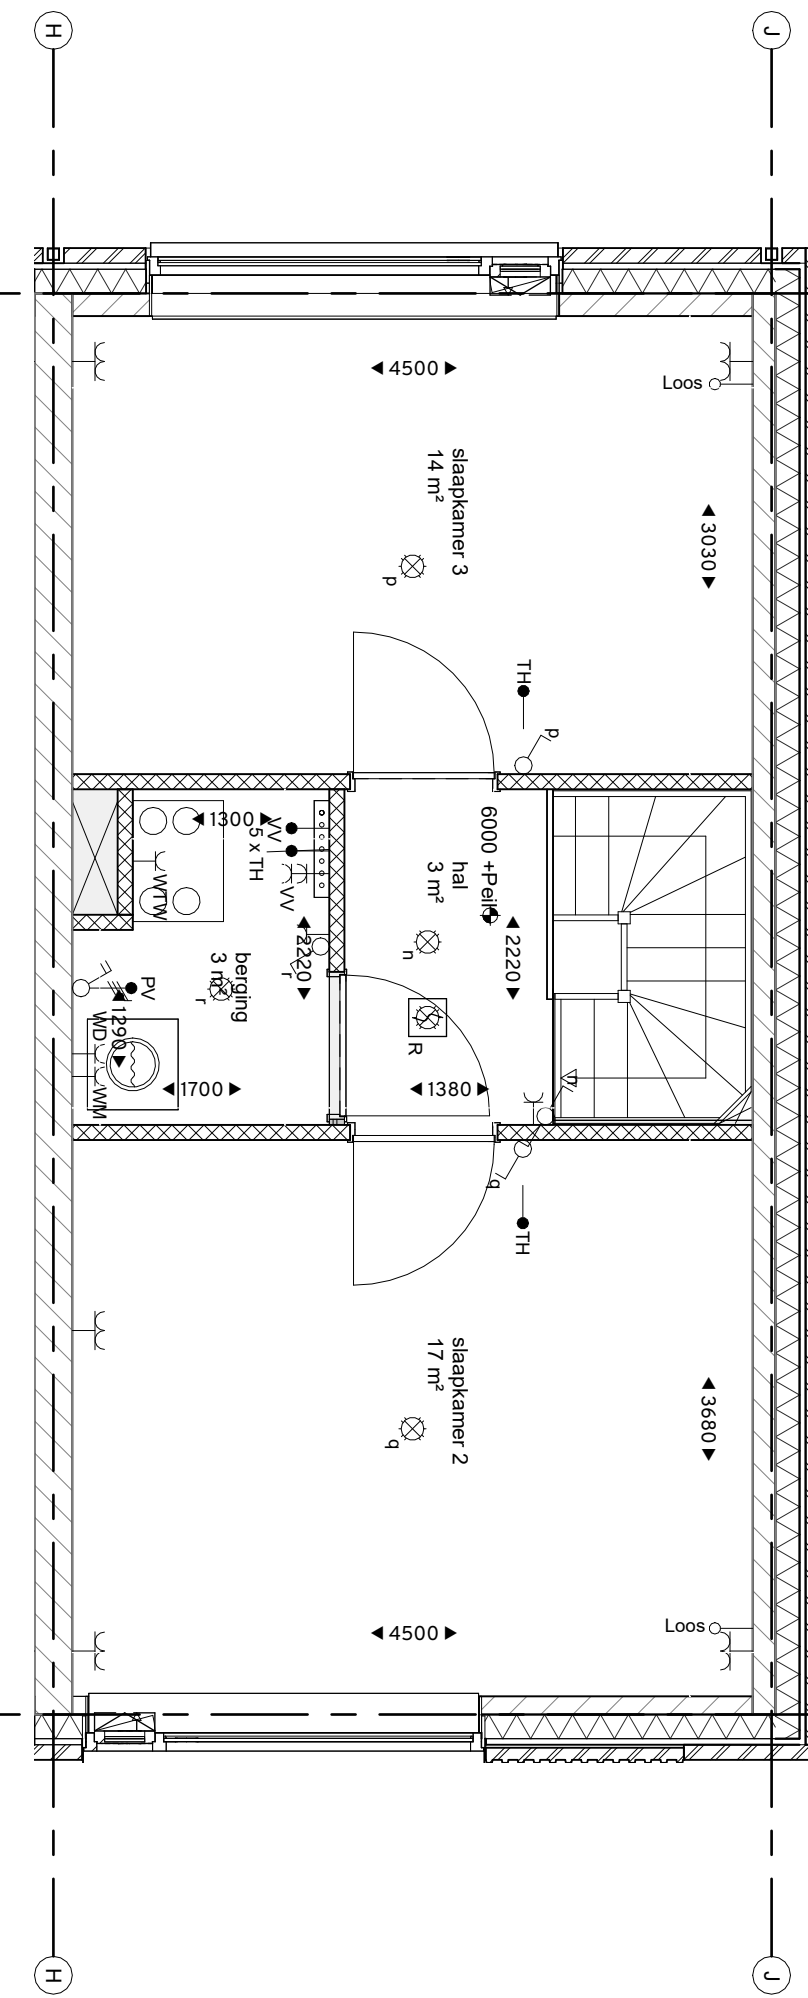 H
J
4500
Loos
slaapkamer 3
14 m²
3030
p
TH
p
1300
VV
5 x TH
VV
WTW
6000 +Peil
hal
3 m²
n
2220
2220
r
berging
3 m²
r
PV
1290
WD
WM
1700
R
1380
n
q
TH
slaapkamer 2
17 m²
q
3680
4500
Loos
H
J